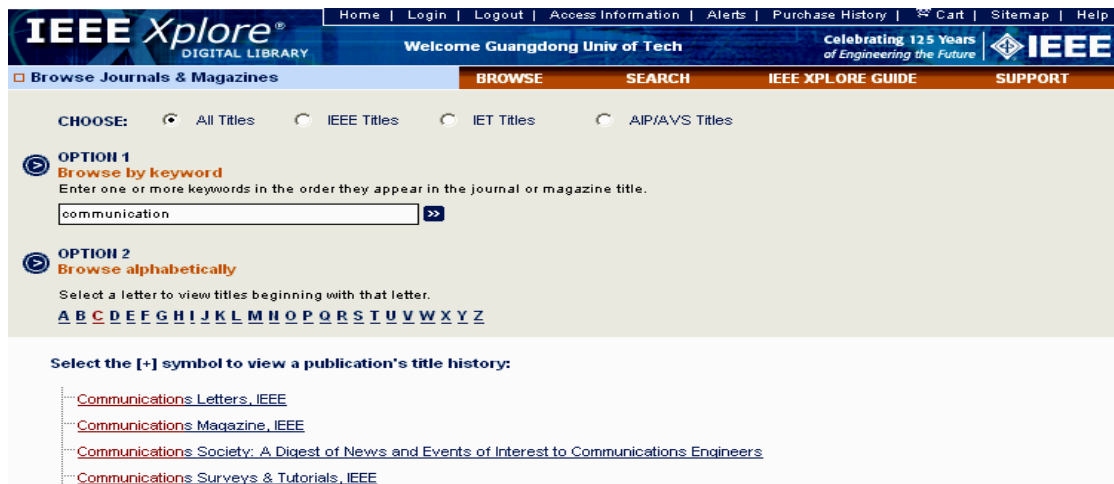 Home | Login | Logout | Access Information | Alerts | Purchase History | Cart | Sitemap | Help
IEEE Xplore®
DIGITAL LIBRARY
Welcome Guangdong Univ of Tech
Celebrating 125 Years
of Engineering the Future
IEEE
Browse Journals & Magazines
BROWSE SEARCH IEEE XPLORE GUIDE SUPPORT
CHOOSE: All Titles IEEE Titles IET Titles AIP/AVS Titles
OPTION 1
Browse by keyword
Enter one or more keywords in the order they appear in the journal or magazine title.
communication >>
OPTION 2
Browse alphabetically
Select a letter to view titles beginning with that letter.
A B C D E F G H I J K L M N O P Q R S T U V W X Y Z
Select the [+] symbol to view a publication's title history:
Communications Letters, IEEE
Communications Magazine, IEEE
Communications Society: A Digest of News and Events of Interest to Communications Engineers
Communications Surveys & Tutorials, IEEE